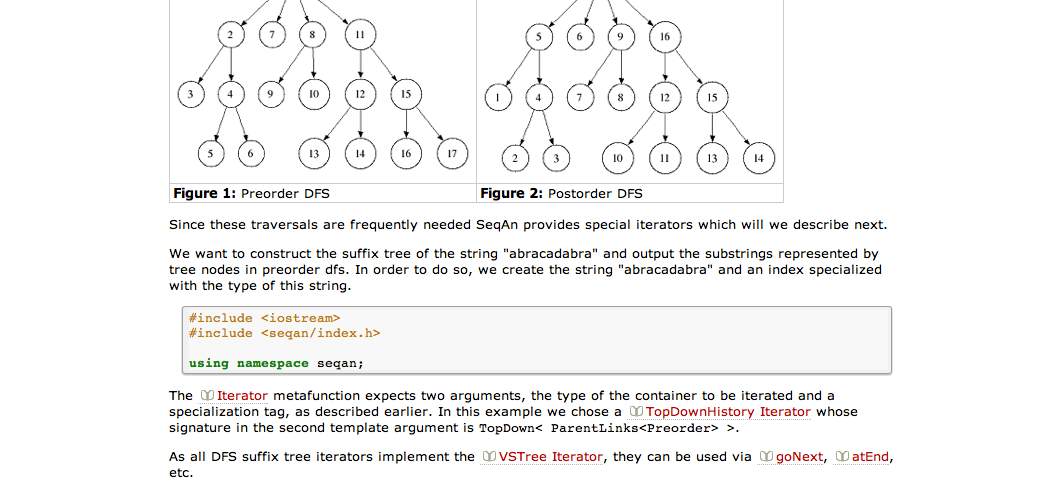 2 7 8 11
3 4 9 10 12 15
5 6 13 14 16 17
Figure 1: Preorder DFS
5 6 9 16
1 4 7 8 12 15
2 3 10 11 13 14
Figure 2: Postorder DFS
Since these traversals are frequently needed SeqAn provides special iterators which will we describe next.
We want to construct the suffix tree of the string "abracadabra" and output the substrings represented by
tree nodes in preorder dfs. In order to do so, we create the string "abracadabra" and an index specialized
with the type of this string.
#include <iostream>
#include <seqan/index.h>
using namespace seqan;
The Iterator metafunction expects two arguments, the type of the container to be iterated and a
specialization tag, as described earlier. In this example we chose a TopDownHistory Iterator whose
signature in the second template argument is TopDown< ParentLinks<Preorder> >.
As all DFS suffix tree iterators implement the VSTree Iterator, they can be used via goNext, atEnd,
etc.